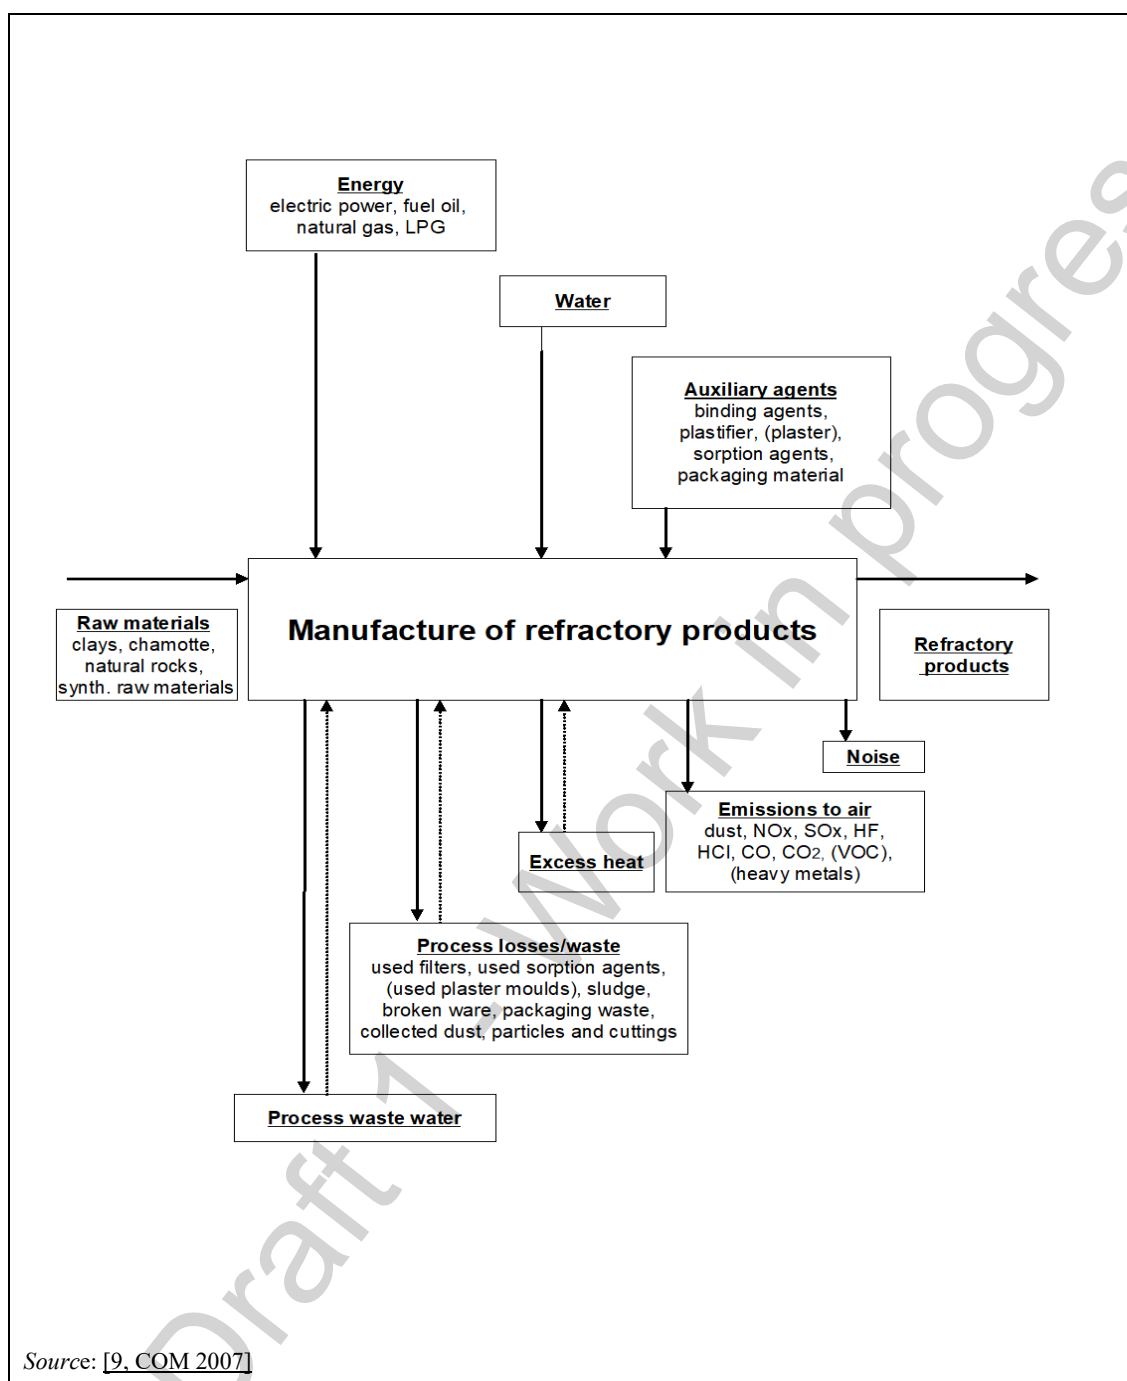 Energy
electric power, fuel oil,
natural gas, LPG
Water
Auxiliary agents
binding agents,
plastifier, (plaster),
sorption agents,
packaging material
Manufacture of refractory products
Raw materials
clays, chamotte,
natural rocks,
synth. raw materials
Refractory
products
Noise
Emissions to air
dust, NOx, SOx, HF,
HCl, CO, CO2, (VOC),
(heavy metals)
Excess heat
Process losses/waste
used filters, used sorption agents,
(used plaster moulds), sludge,
broken ware, packaging waste,
collected dust, particles and cuttings
Process waste water
Draft 1 - Work in progres
Source: [9, COM 2007]